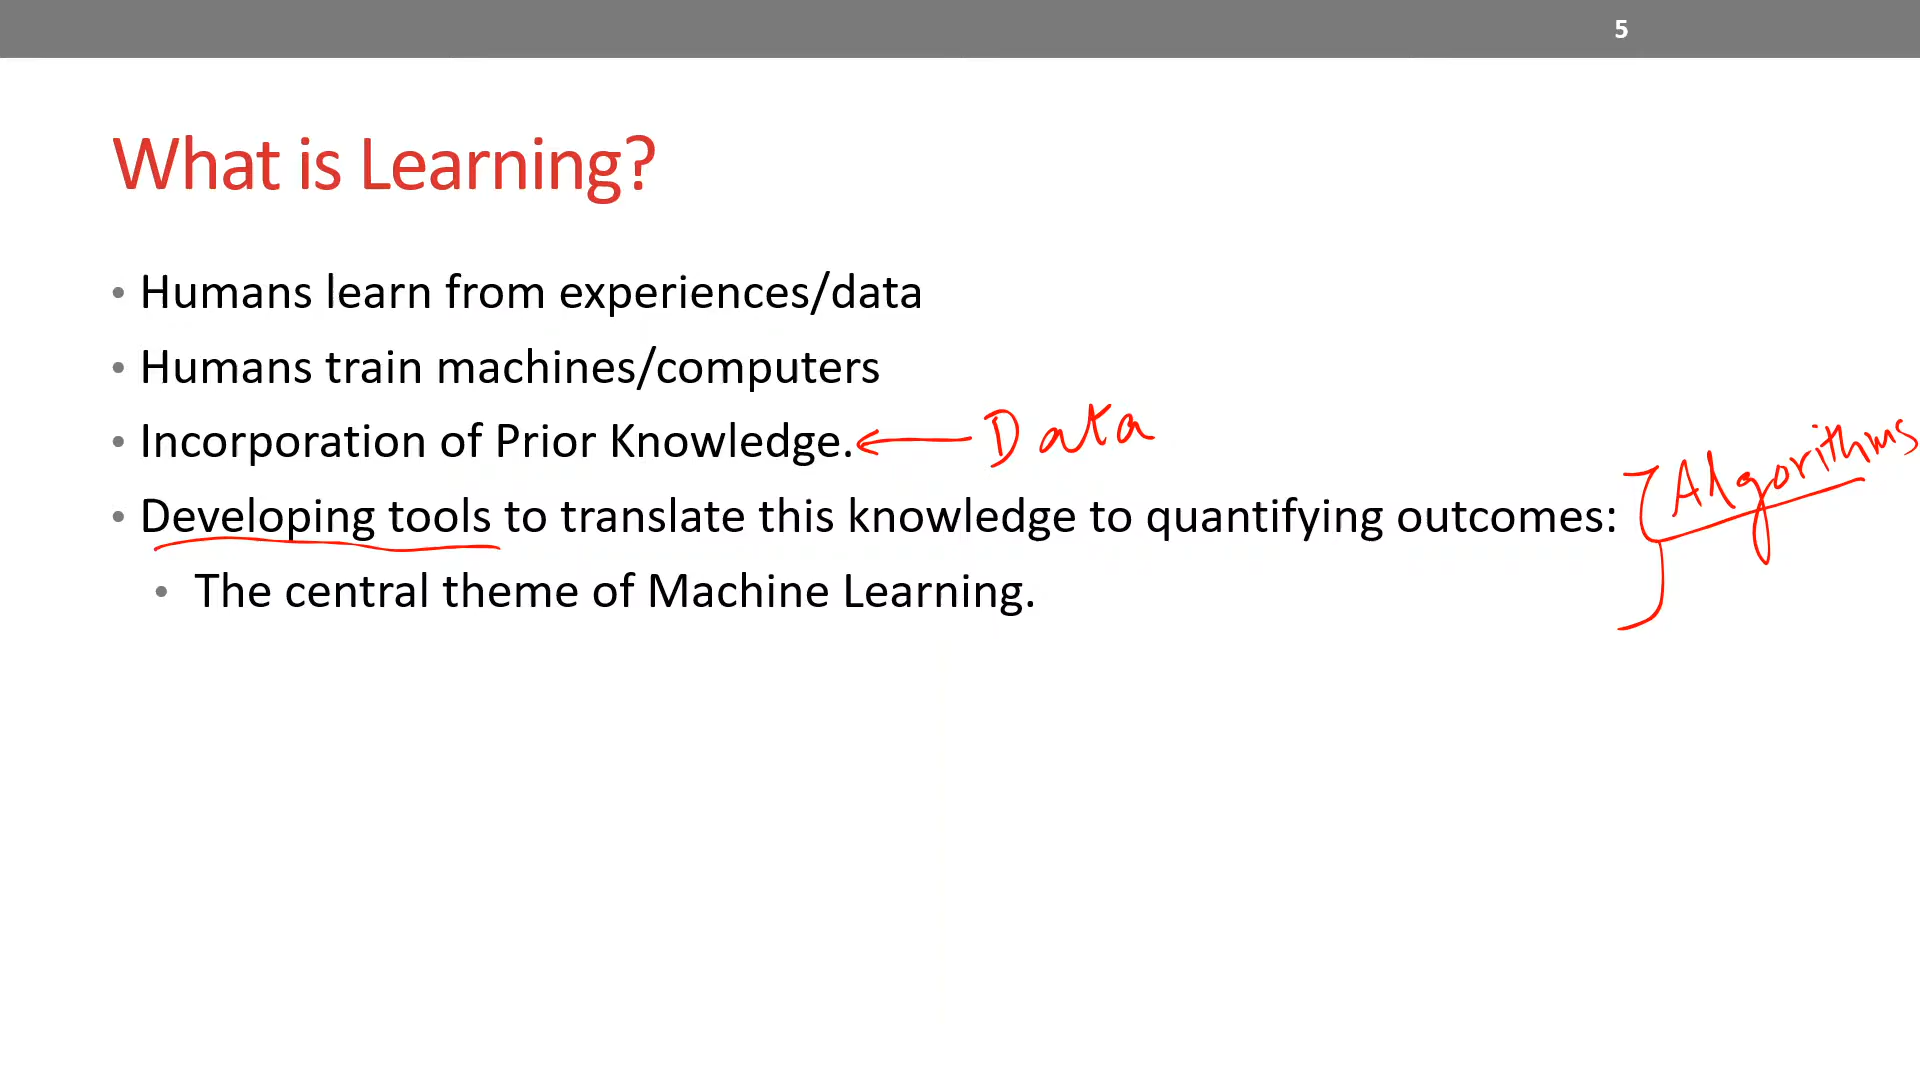 5
What is Learning?
• Humans learn from experiences/data
• Humans train machines/computers
• Incorporation of Prior Knowledge. ← Data
• Developing tools to translate this knowledge to quantifying outcomes: } Algorithms
• The central theme of Machine Learning.